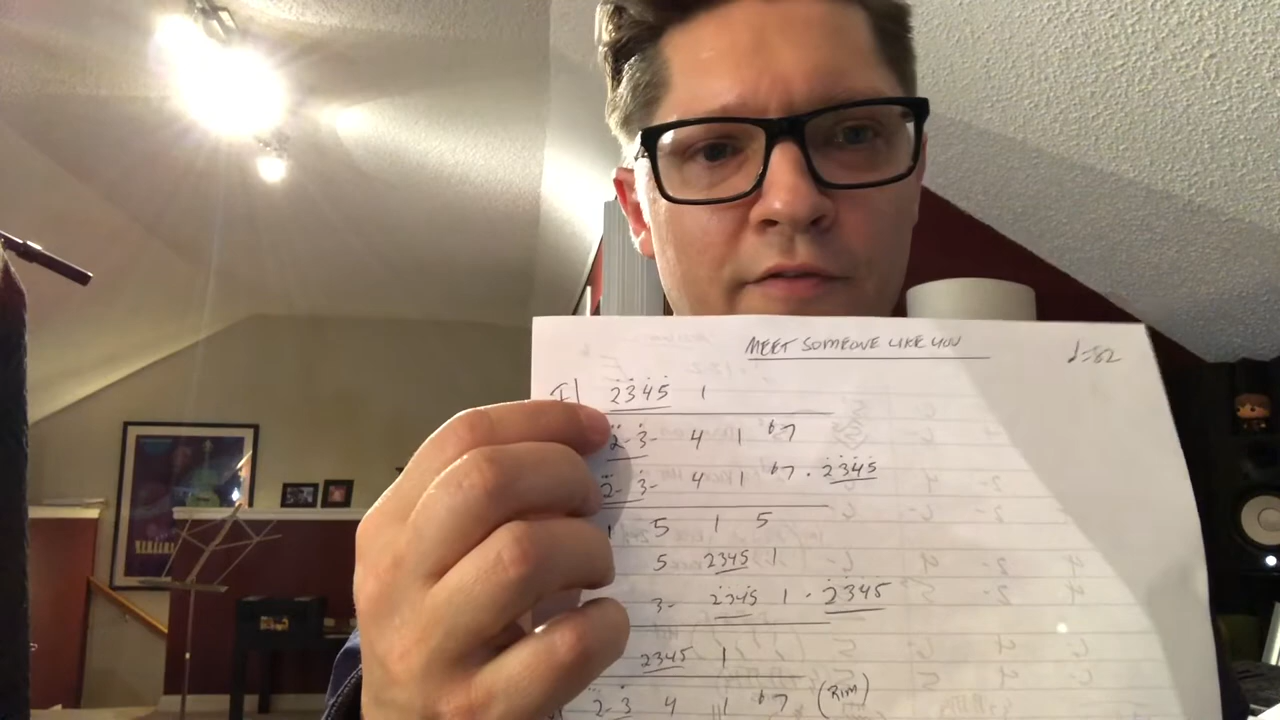 MEET SOMEONE LIKE YOU
♩=82
I 2345 1
2- 3- 4 1 b7
2- 3- 4 1 b7 . 2345
1 5 1 5
5 2345 1
3- 2345 1 . 2345
2345 1
2- 3 4 1 b7 (RIM)